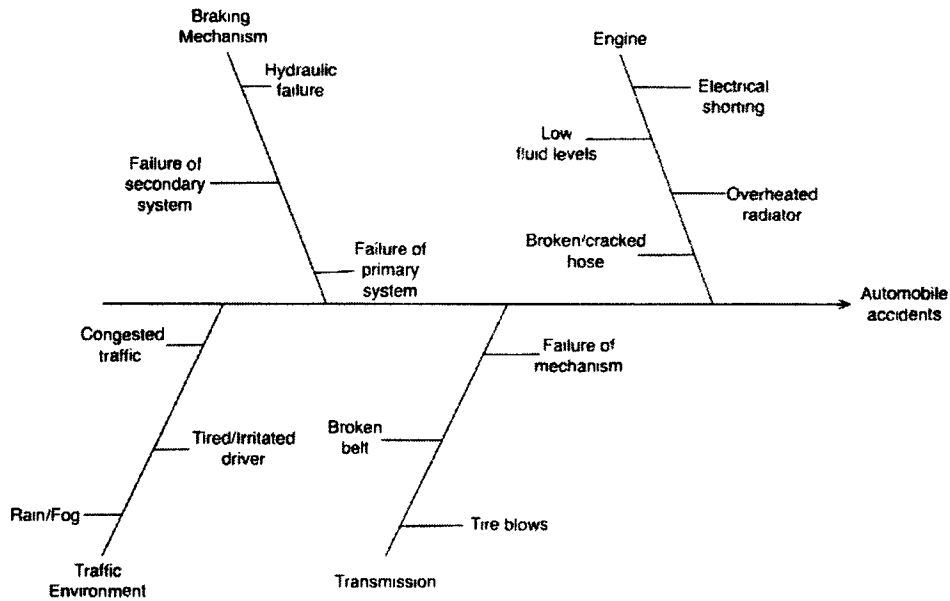 Braking
Mechanism
Hydraulic
failure
Failure of
secondary
system
Failure of
primary
system
Engine
Electrical
shorting
Low
fluid levels
Overheated
radiator
Broken/cracked
hose
Automobile
accidents
Congested
traffic
Tired/Irritated
driver
Rain/Fog
Traffic
Environment
Failure of
mechanism
Broken
belt
Tire blows
Transmission